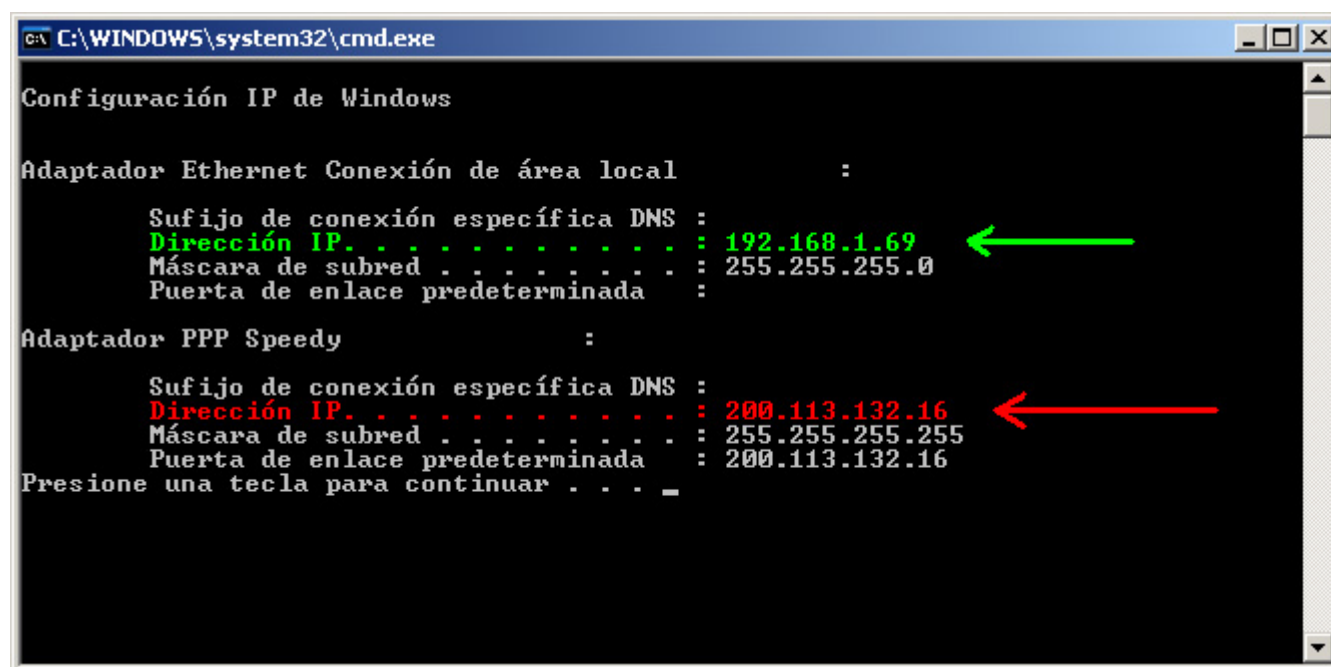 C:\WINDOWS\system32\cmd.exe
Configuración IP de Windows
Adaptador Ethernet Conexión de área local :
Sufijo de conexión específica DNS :
Dirección IP. . . . . . . . . . . : 192.168.1.69
Máscara de subred . . . . . . . . : 255.255.255.0
Puerta de enlace predeterminada :
Adaptador PPP Speedy :
Sufijo de conexión específica DNS :
Dirección IP. . . . . . . . . . . : 200.113.132.16
Máscara de subred . . . . . . . . : 255.255.255.255
Puerta de enlace predeterminada : 200.113.132.16
Presione una tecla para continuar . . . _